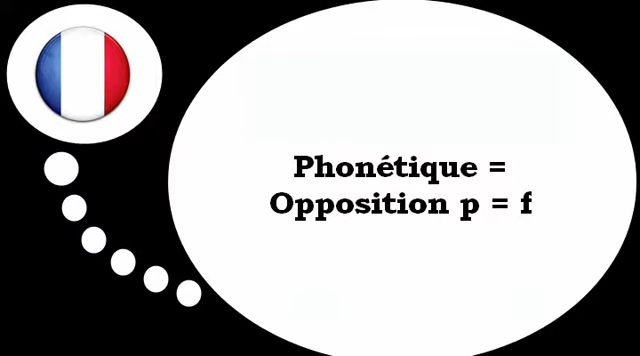 Phonétique =
Opposition p = f